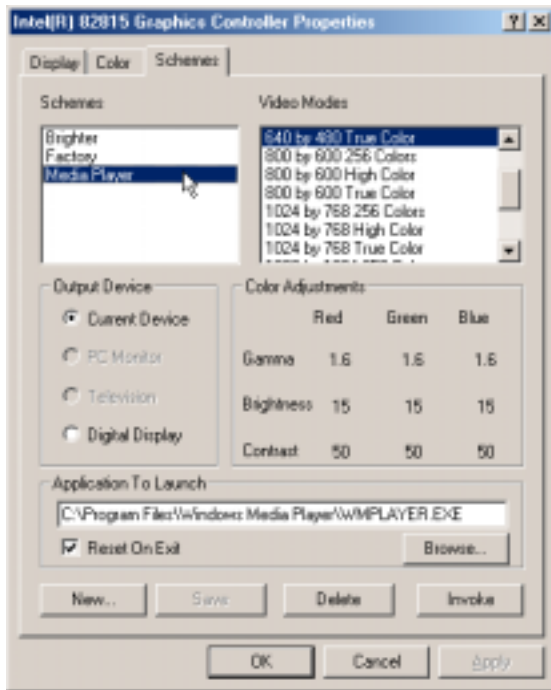 Intel(R) 82815 Graphics Controller Properties
Display Color Schemes
Schemes
Brighter
Factory
Media Player
Video Modes
640 by 480 True Color
800 by 600 256 Colors
800 by 600 High Color
800 by 600 True Color
1024 by 768 256 Colors
1024 by 768 High Color
1024 by 768 True Color
Output Device
Current Device
PC Monitor
Television
Digital Display
Color Adjustments
Red Green Blue
Gamma 1.6 1.6 1.6
Brightness 15 15 15
Contrast 50 50 50
Application To Launch
C:\Program Files\Windows Media Player\WMPLAYER.EXE
Reset On Exit
Browse...
New... Save Delete Invoke
OK Cancel Apply